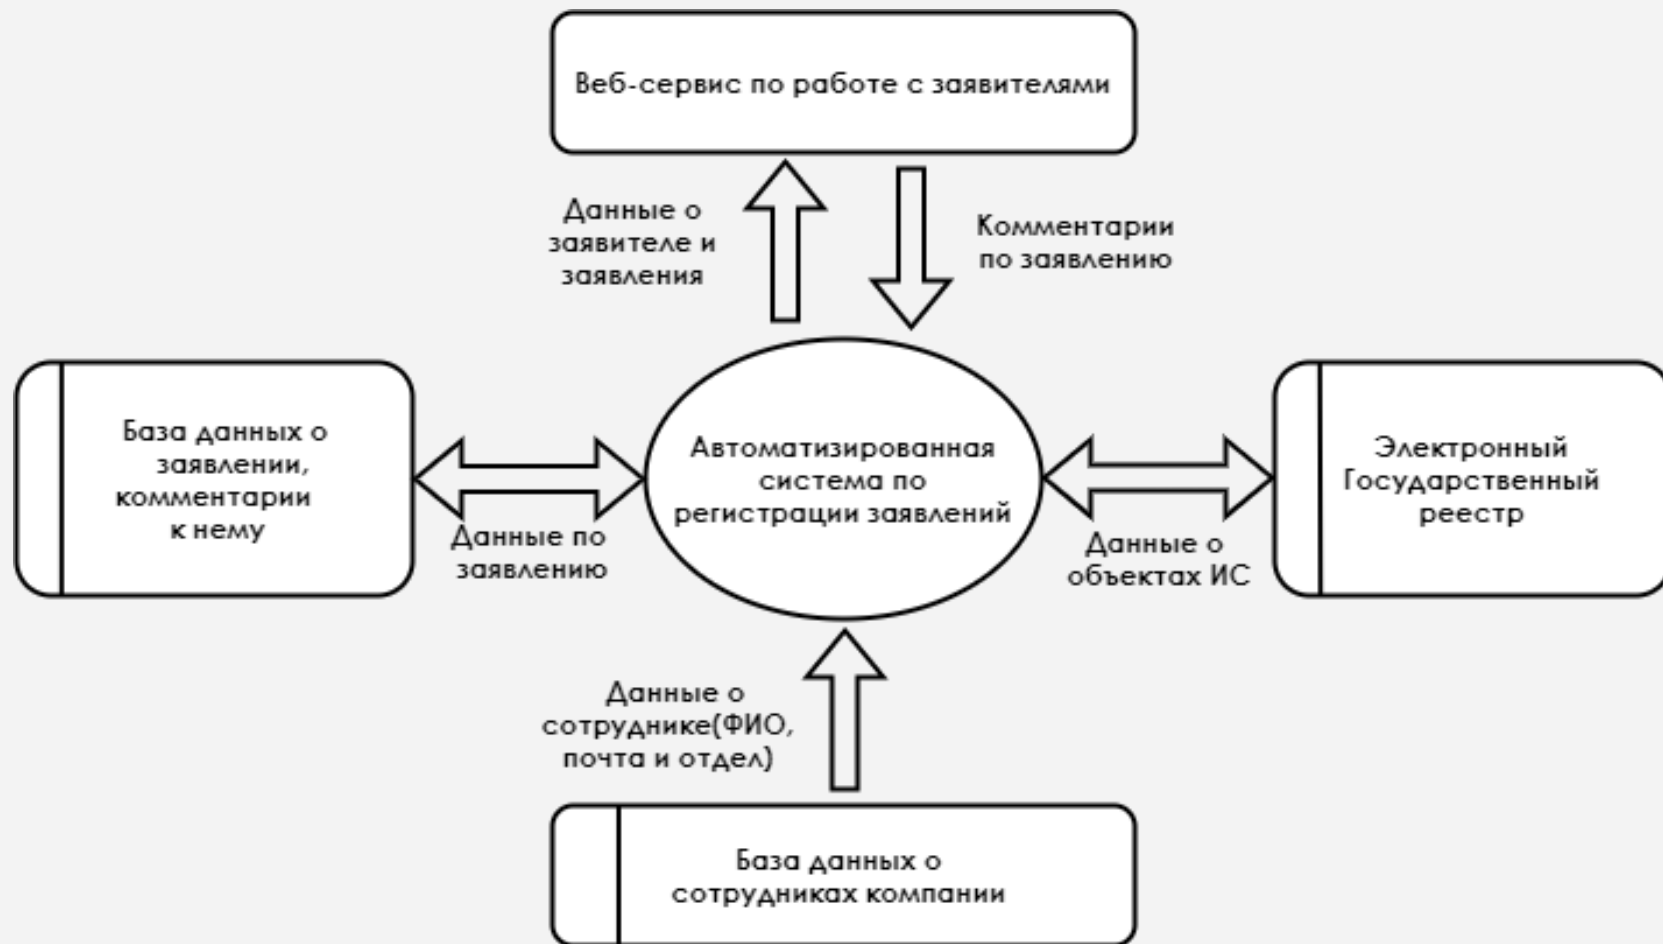 Веб-сервис по работе с заявителями
Данные о
заявителе и
заявления
Комментарии
по заявлению
База данных о
заявлении,
комментарии
к нему
Данные по
заявлению
Автоматизированная
система по
регистрации заявлений
Данные о
объектах ИС
Электронный
Государственный
реестр
Данные о
сотруднике(ФИО,
почта и отдел)
База данных о
сотрудниках компании